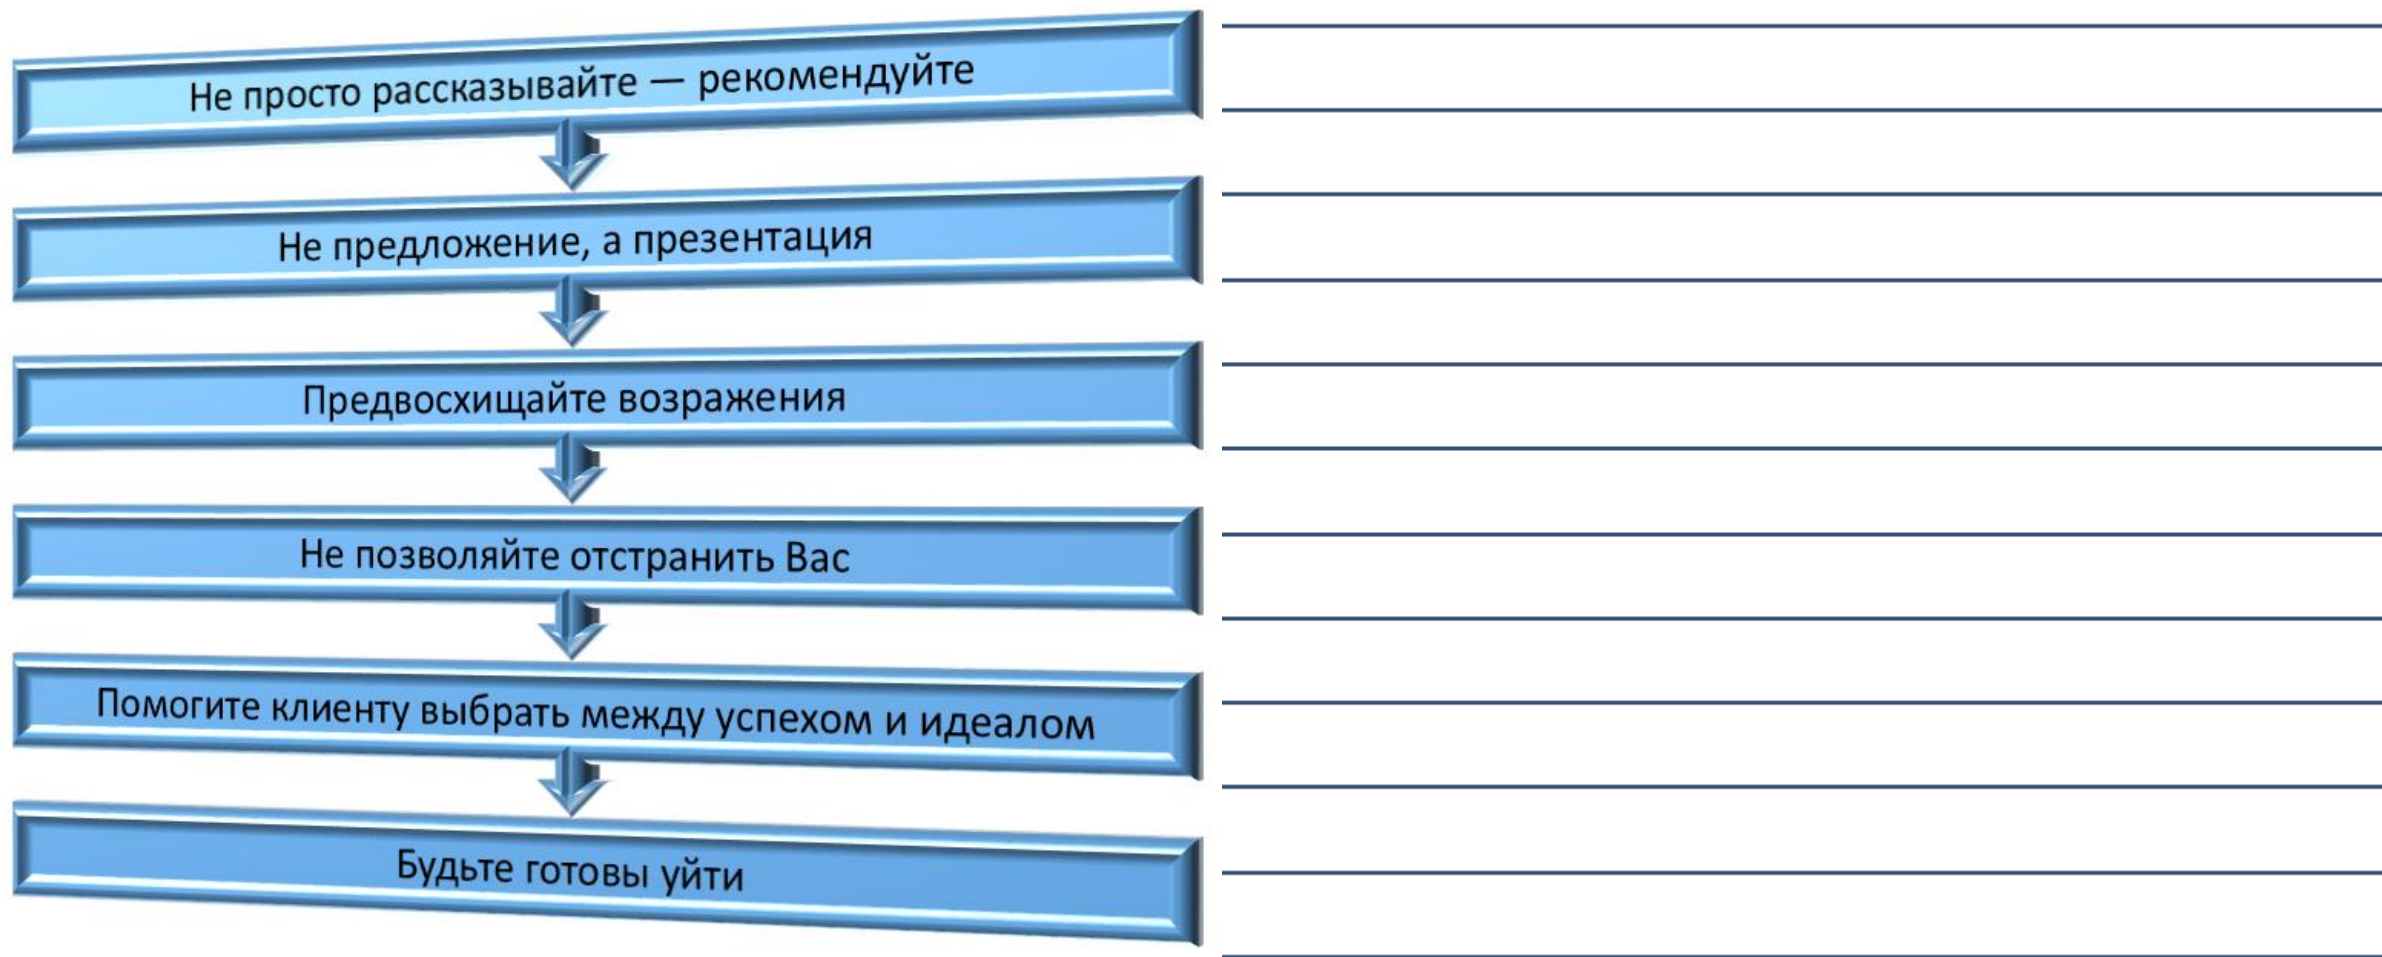 Не просто рассказывайте — рекомендуйте
Не предложение, а презентация
Предвосхищайте возражения
Не позволяйте отстранить Вас
Помогите клиенту выбрать между успехом и идеалом
Будьте готовы уйти